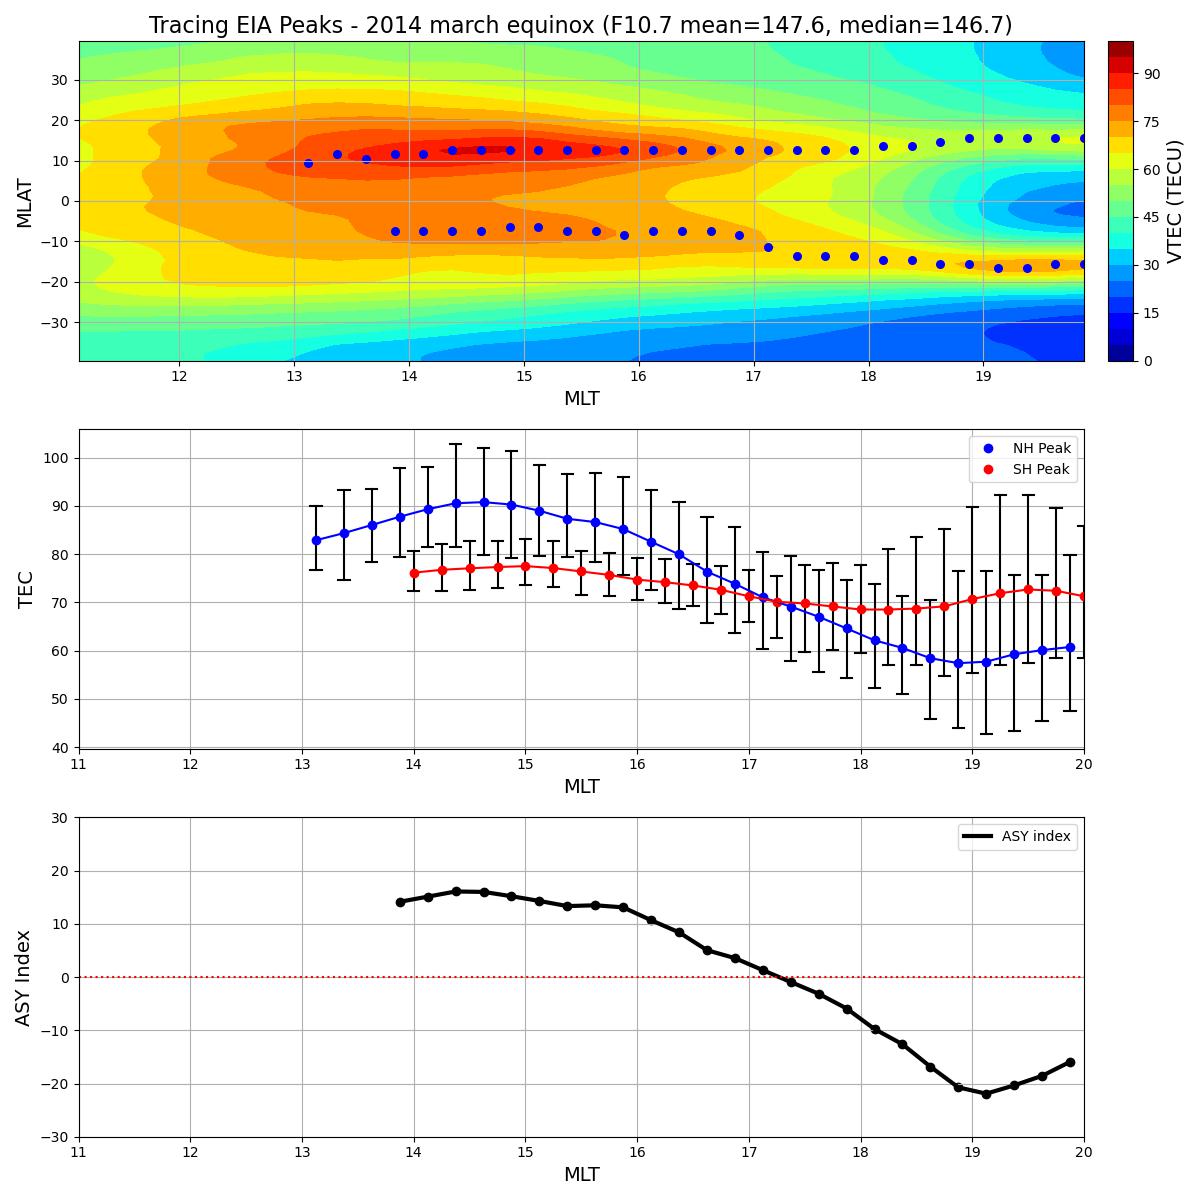 Tracing EIA Peaks - 2014 march equinox (F10.7 mean=147.6, median=146.7)
MLAT
30
20
10
0
−10
−20
−30
12 13 14 15 16 17 18 19
MLT
90
75
60
45
30
15
0
VTEC (TECU)
TEC
100
90
80
70
60
50
40
NH Peak
SH Peak
11 12 13 14 15 16 17 18 19 20
MLT
ASY Index
30
20
10
0
−10
−20
−30
ASY index
11 12 13 14 15 16 17 18 19 20
MLT